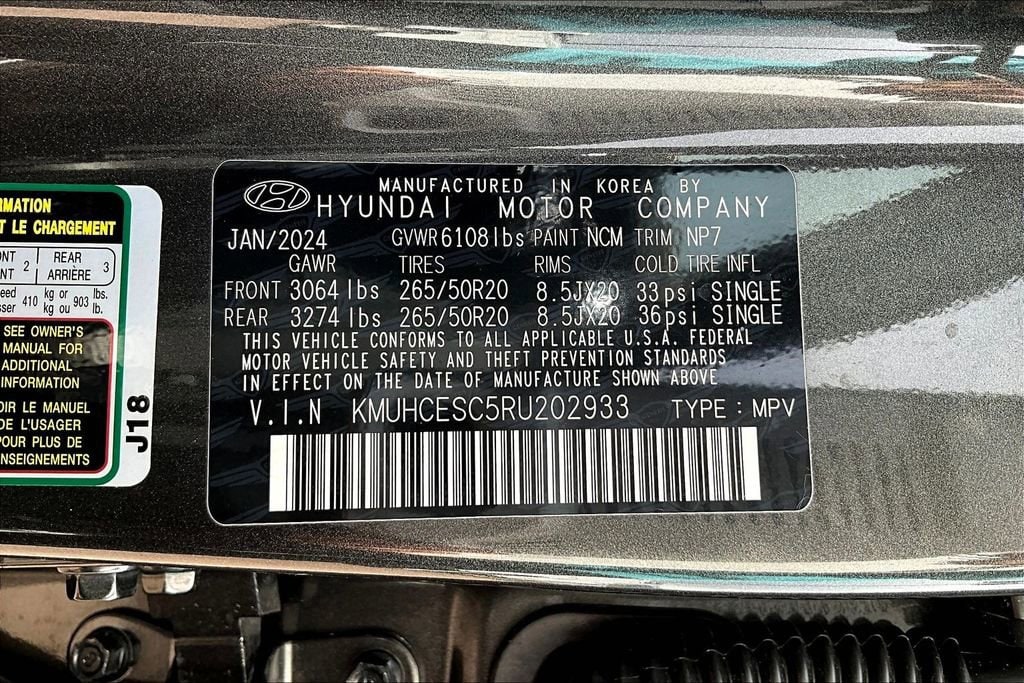 MANUFACTURED IN KOREA BY
HYUNDAI MOTOR COMPANY
JAN/2024 GVWR 6108 lbs PAINT NCM TRIM NP7
GAWR TIRES RIMS COLD TIRE INFL
FRONT 3064 lbs 265/50R20 8.5JX20 33psi SINGLE
REAR 3274 lbs 265/50R20 8.5JX20 36psi SINGLE
THIS VEHICLE CONFORMS TO ALL APPLICABLE U.S.A. FEDERAL
MOTOR VEHICLE SAFETY AND THEFT PREVENTION STANDARDS
IN EFFECT ON THE DATE OF MANUFACTURE SHOWN ABOVE
V.I.N KMUHCESC5RU202933 TYPE : MPV
LE CHARGEMENT
2 REAR
ARRIÈRE 3
410 kg or
kg ou 903 lbs.
lb.
SEE OWNER'S
MANUAL FOR
ADDITIONAL
INFORMATION
LE MANUEL
DE L'USAGER
POUR PLUS DE
J18